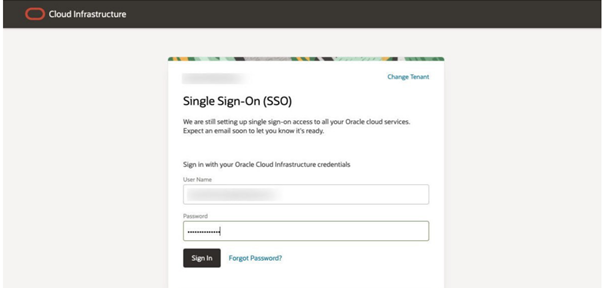 Cloud Infrastructure
Change Tenant
Single Sign-On (SSO)
We are still setting up single sign-on access to all your Oracle cloud services.
Expect an email soon to let you know it's ready.
Sign in with your Oracle Cloud Infrastructure credentials
User Name
Password
Sign In Forgot Password?